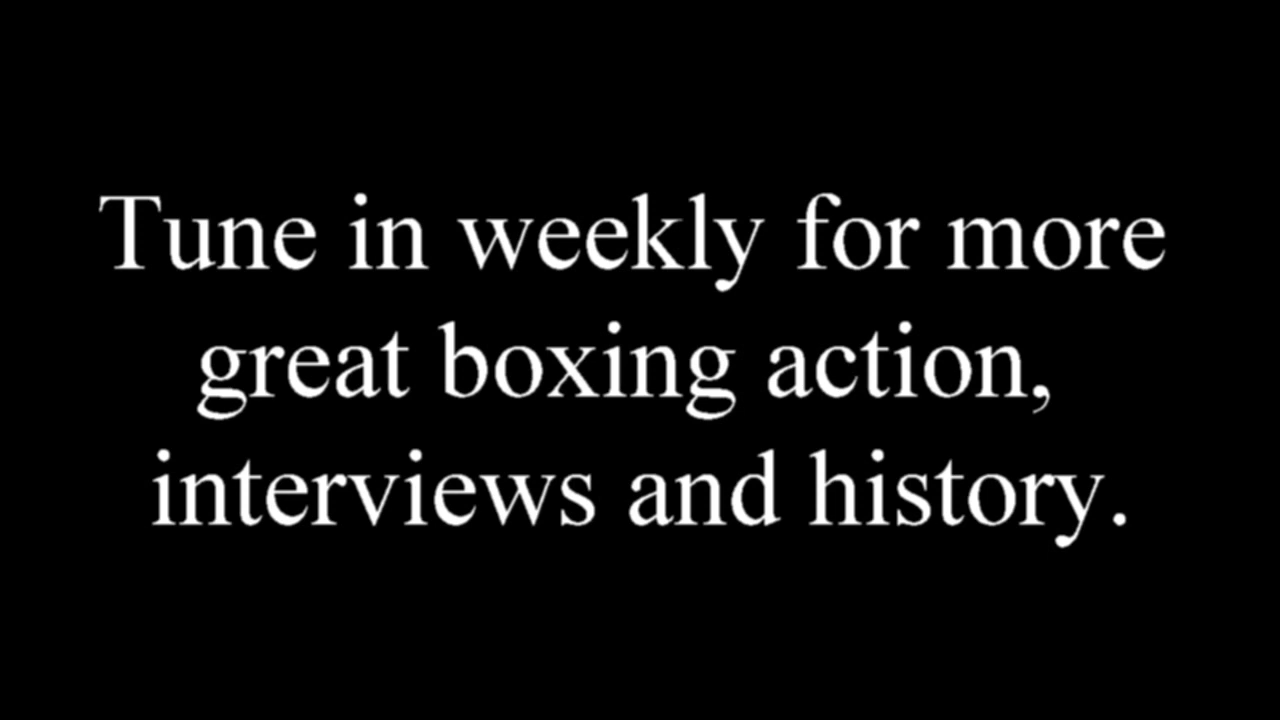 Tune in weekly for more
great boxing action,
interviews and history.